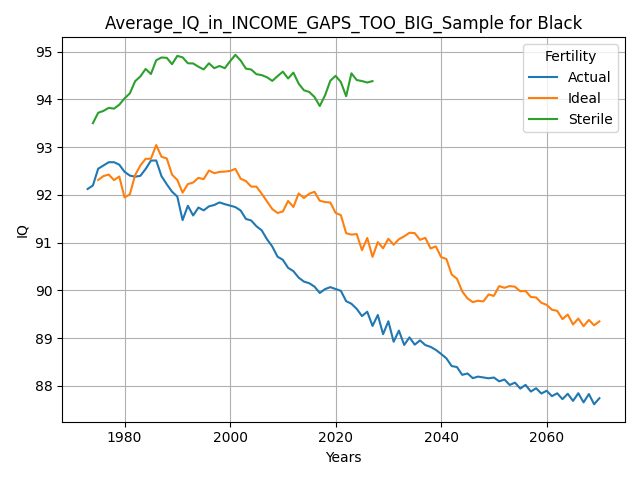 Average_IQ_in_INCOME_GAPS_TOO_BIG_Sample for Black
Fertility
Actual
Ideal
Sterile
IQ
95
94
93
92
91
90
89
88
1980
2000
2020
2040
2060
Years